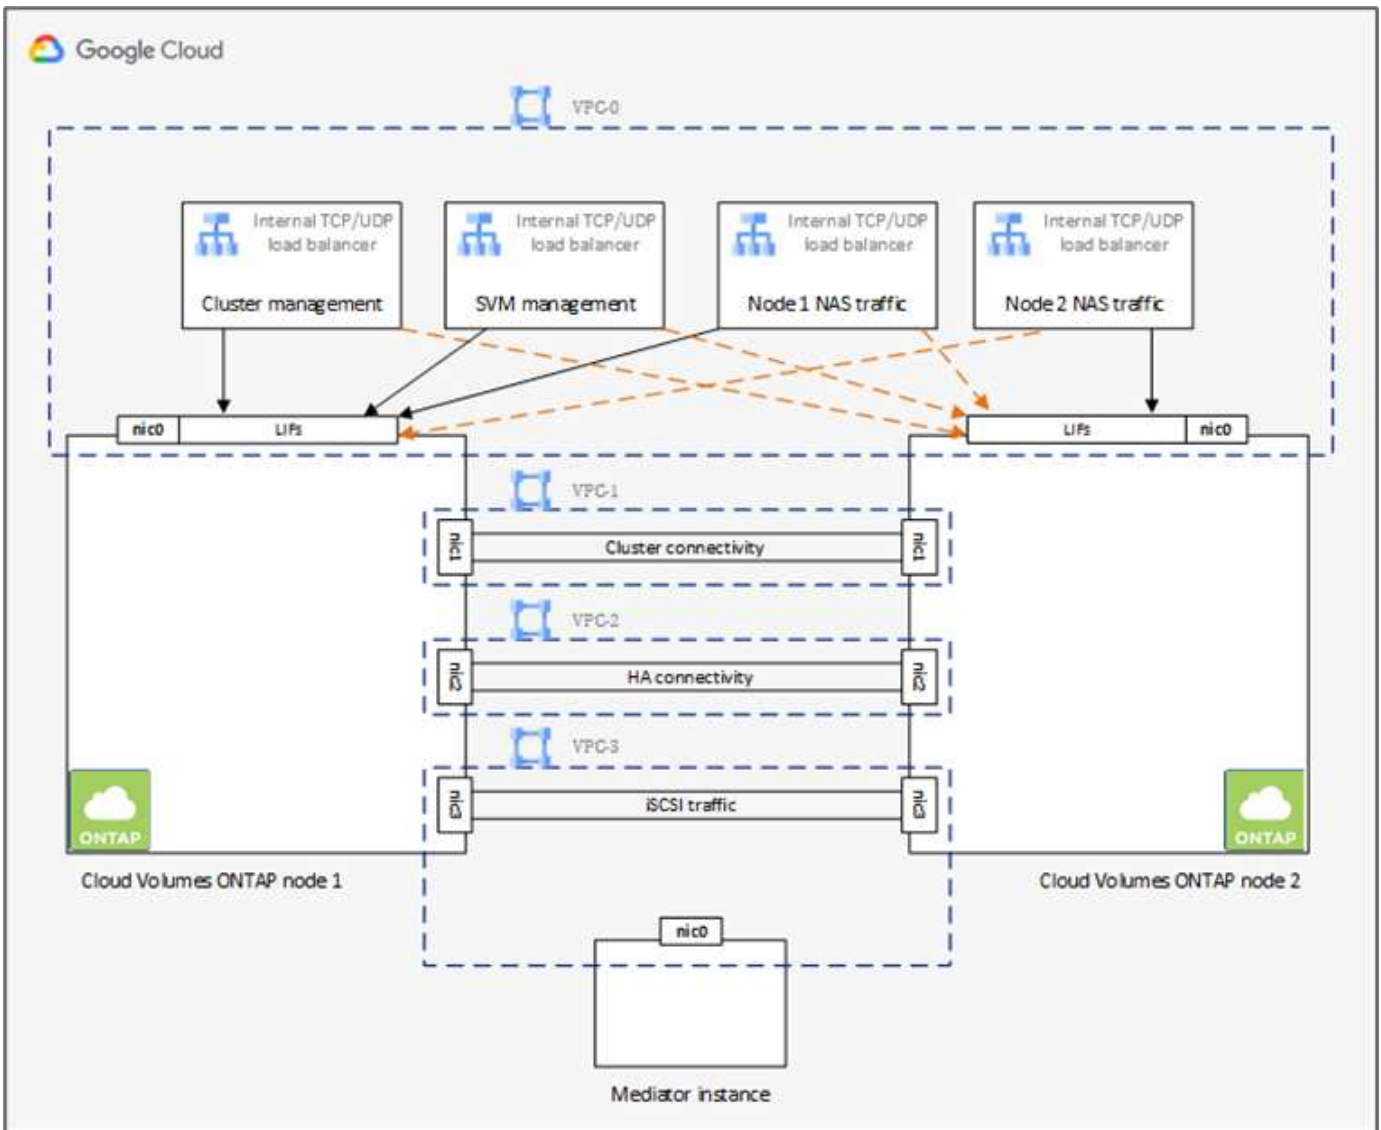 Google Cloud
VPC-0
Internal TCP/UDP
load balancer
Cluster management
Internal TCP/UDP
load balancer
SVM management
Internal TCP/UDP
load balancer
Node 1 NAS traffic
Internal TCP/UDP
load balancer
Node 2 NAS traffic
nic0
LIFs
LIFs
nic0
VPC-1
nic1
Cluster connectivity
nic1
VPC-2
nic2
HA connectivity
nic2
VPC-3
nic3
iSCSI traffic
nic3
ONTAP
ONTAP
Cloud Volumes ONTAP node 1
Cloud Volumes ONTAP node 2
nic0
Mediator instance